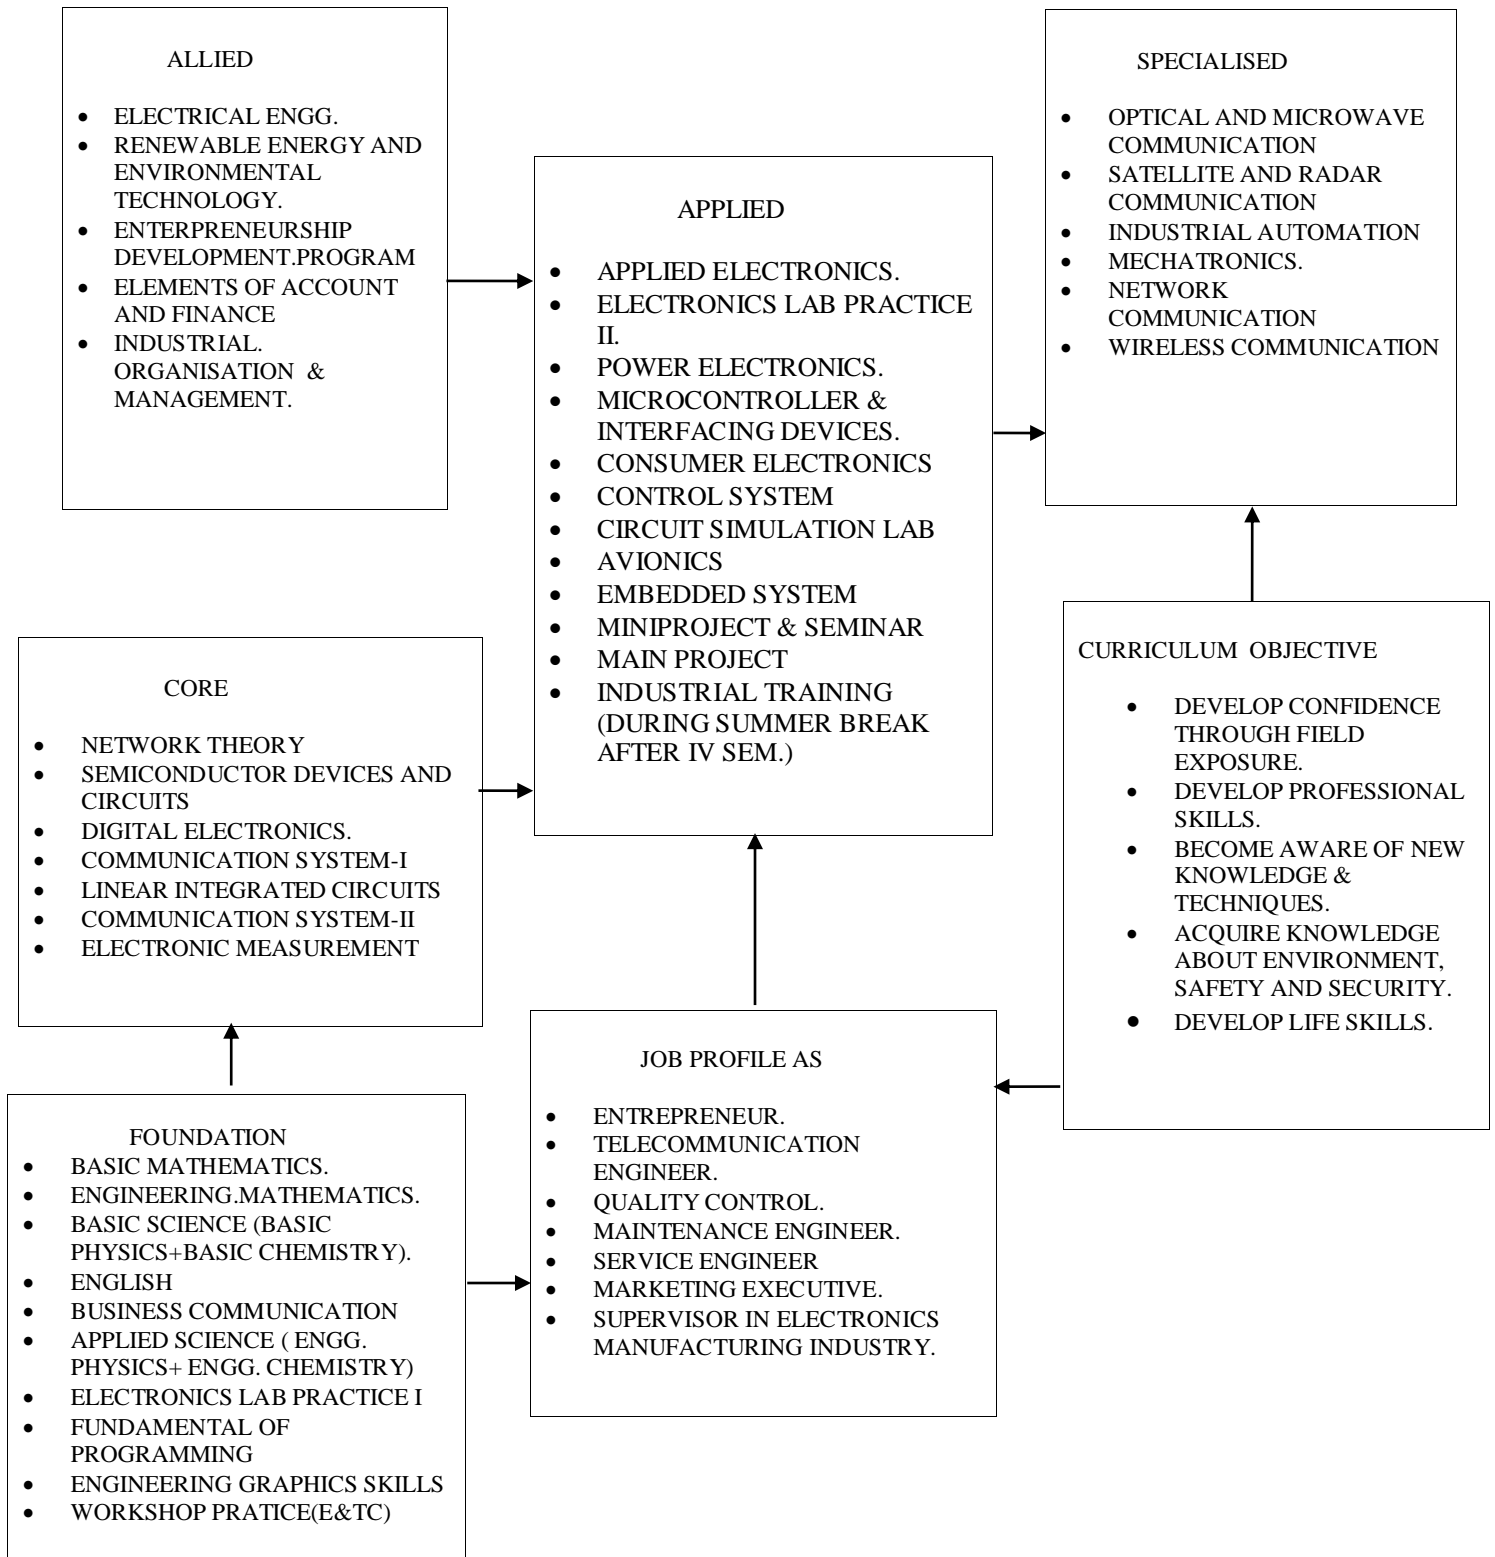 ALLIED
• ELECTRICAL ENGG.
• RENEWABLE ENERGY AND
ENVIRONMENTAL
TECHNOLOGY.
• ENTERPRENEURSHIP
DEVELOPMENT.PROGRAM
• ELEMENTS OF ACCOUNT
AND FINANCE
• INDUSTRIAL.
ORGANISATION &
MANAGEMENT.
APPLIED
• APPLIED ELECTRONICS.
• ELECTRONICS LAB PRACTICE
II.
• POWER ELECTRONICS.
• MICROCONTROLLER &
INTERFACING DEVICES.
• CONSUMER ELECTRONICS
• CONTROL SYSTEM
• CIRCUIT SIMULATION LAB
• AVIONICS
• EMBEDDED SYSTEM
• MINIPROJECT & SEMINAR
• MAIN PROJECT
• INDUSTRIAL TRAINING
(DURING SUMMER BREAK
AFTER IV SEM.)
SPECIALISED
• OPTICAL AND MICROWAVE
COMMUNICATION
• SATELLITE AND RADAR
COMMUNICATION
• INDUSTRIAL AUTOMATION
• MECHATRONICS.
• NETWORK
COMMUNICATION
• WIRELESS COMMUNICATION
CORE
• NETWORK THEORY
• SEMICONDUCTOR DEVICES AND
CIRCUITS
• DIGITAL ELECTRONICS.
• COMMUNICATION SYSTEM-I
• LINEAR INTEGRATED CIRCUITS
• COMMUNICATION SYSTEM-II
• ELECTRONIC MEASUREMENT
CURRICULUM OBJECTIVE
• DEVELOP CONFIDENCE
THROUGH FIELD
EXPOSURE.
• DEVELOP PROFESSIONAL
SKILLS.
• BECOME AWARE OF NEW
KNOWLEDGE &
TECHNIQUES.
• ACQUIRE KNOWLEDGE
ABOUT ENVIRONMENT,
SAFETY AND SECURITY.
• DEVELOP LIFE SKILLS.
FOUNDATION
• BASIC MATHEMATICS.
• ENGINEERING.MATHEMATICS.
• BASIC SCIENCE (BASIC
PHYSICS+BASIC CHEMISTRY).
• ENGLISH
• BUSINESS COMMUNICATION
• APPLIED SCIENCE ( ENGG.
PHYSICS+ ENGG. CHEMISTRY)
• ELECTRONICS LAB PRACTICE I
• FUNDAMENTAL OF
PROGRAMMING
• ENGINEERING GRAPHICS SKILLS
• WORKSHOP PRATICE(E&TC)
JOB PROFILE AS
• ENTREPRENEUR.
• TELECOMMUNICATION
ENGINEER.
• QUALITY CONTROL.
• MAINTENANCE ENGINEER.
• SERVICE ENGINEER
• MARKETING EXECUTIVE.
• SUPERVISOR IN ELECTRONICS
MANUFACTURING INDUSTRY.